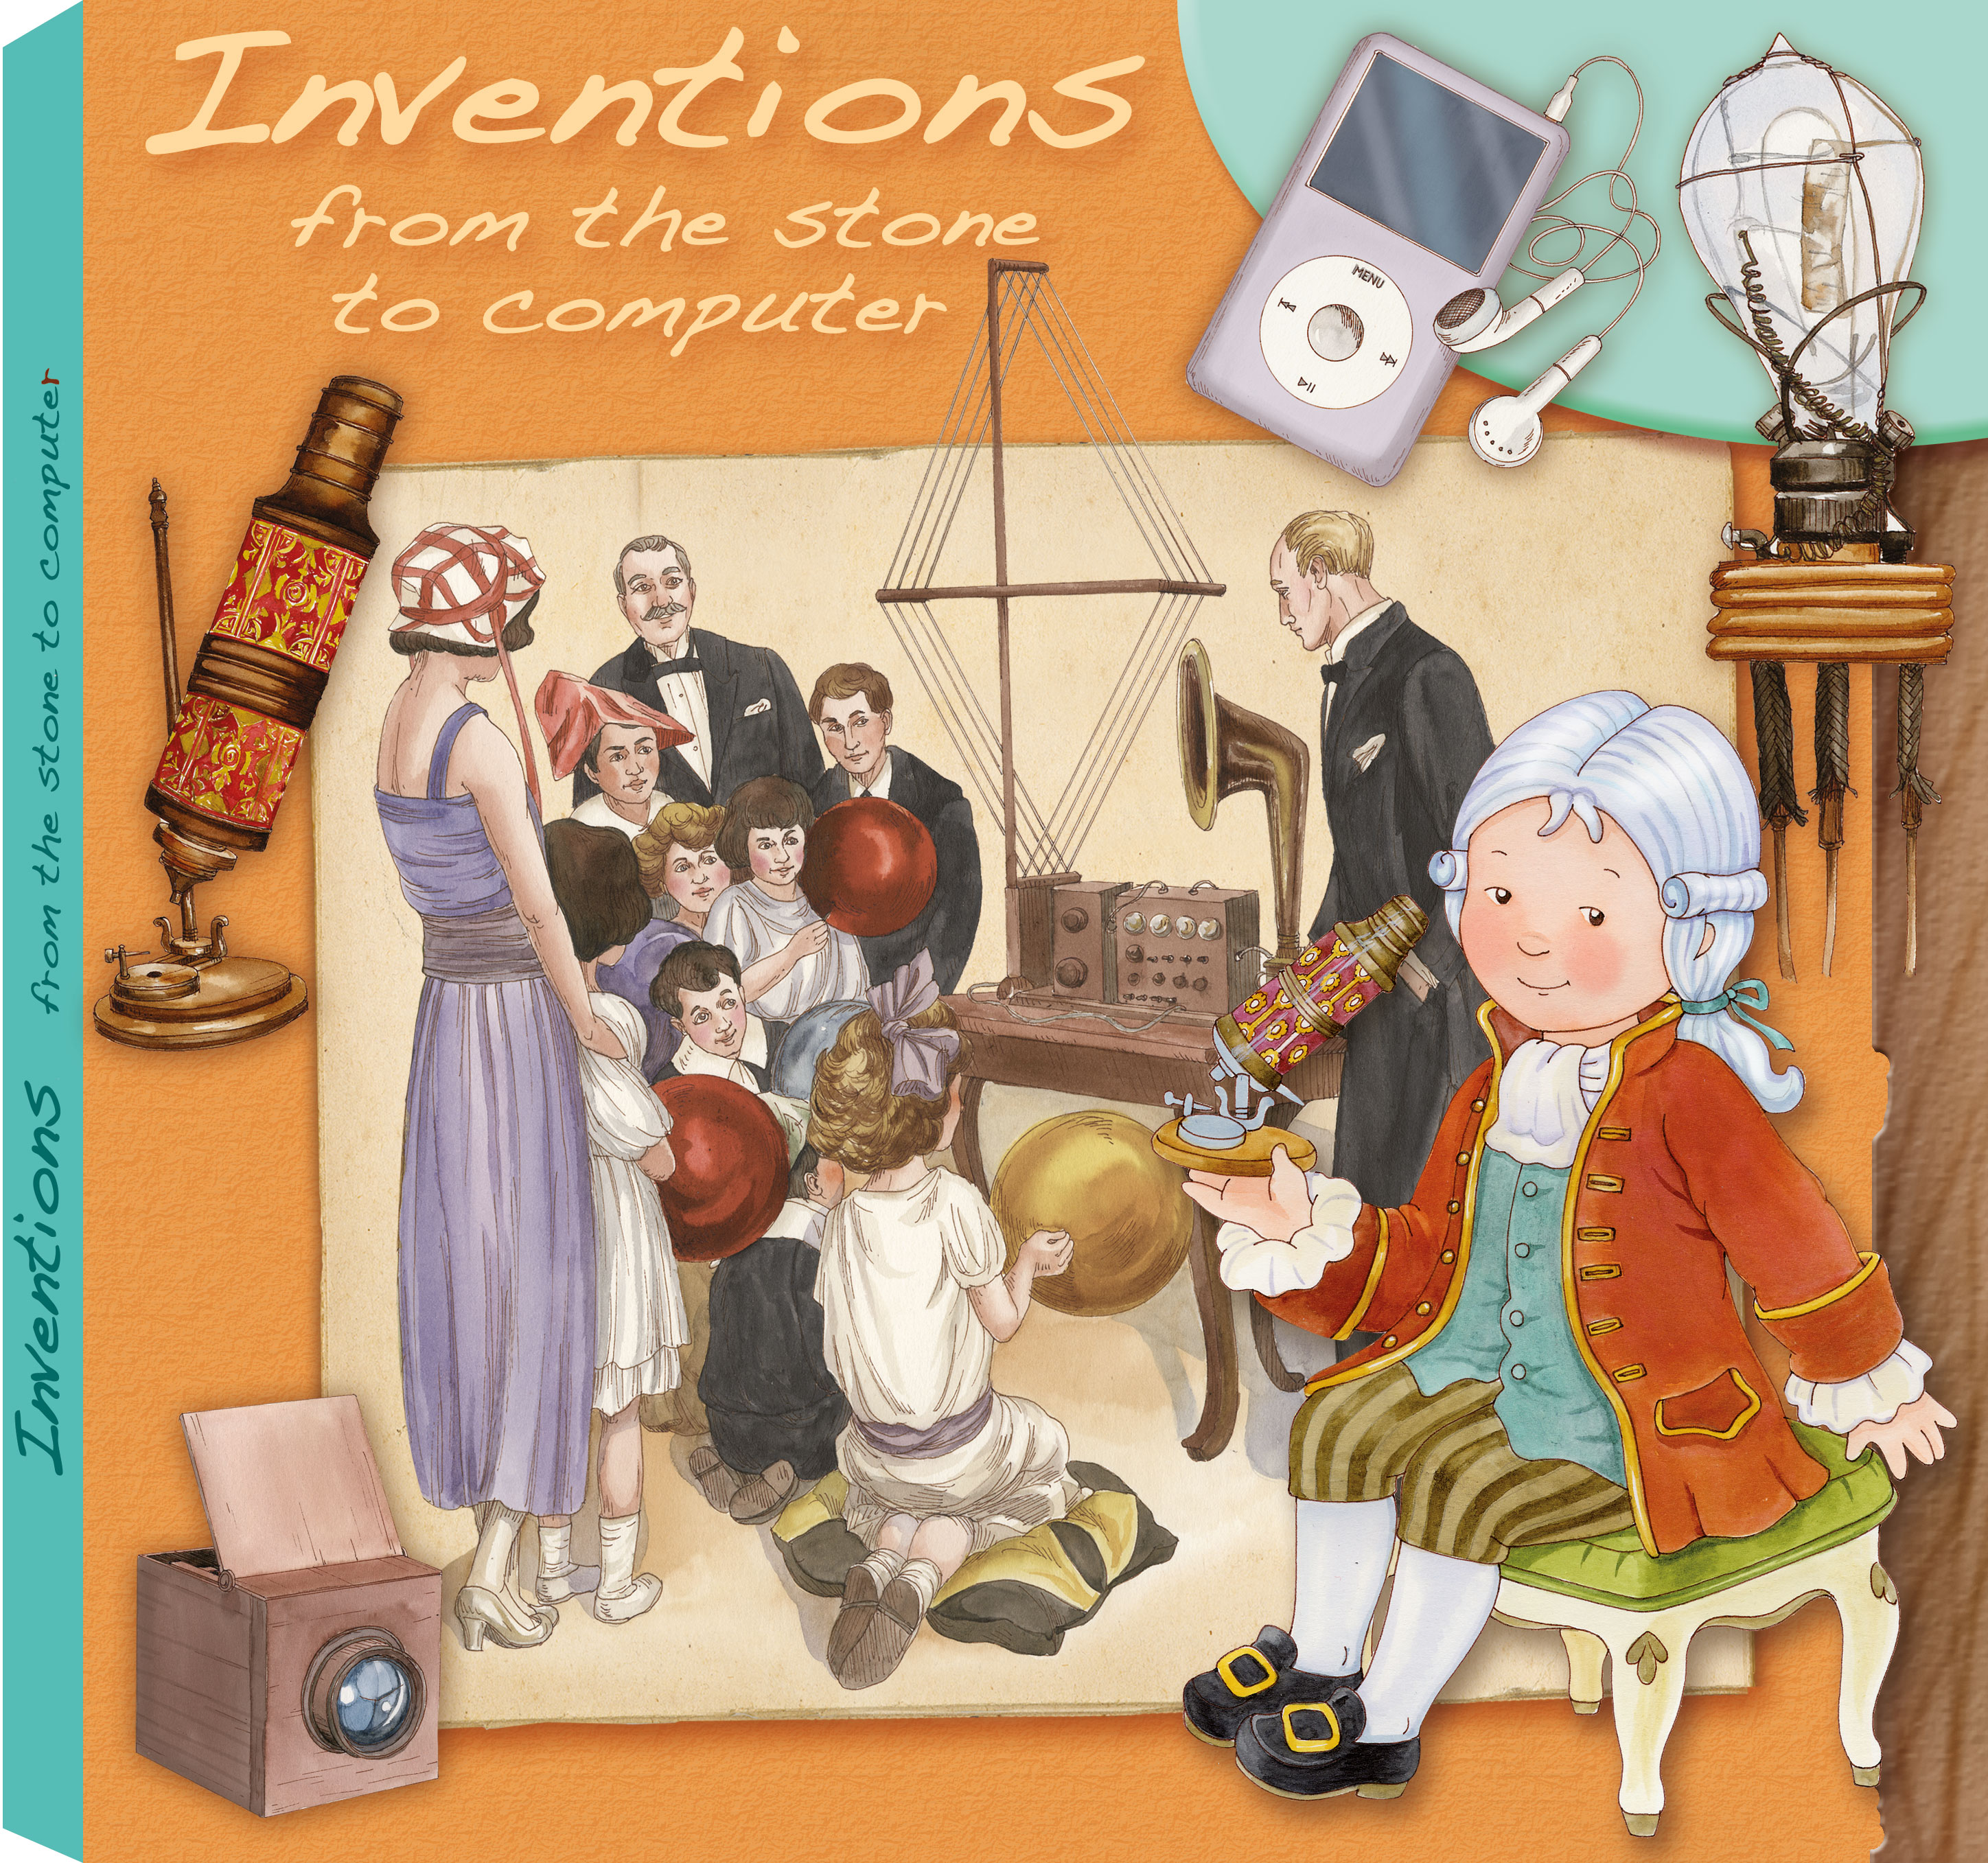 Inventions
from the stone
to computer
MENU
Inventions from the stone to computer